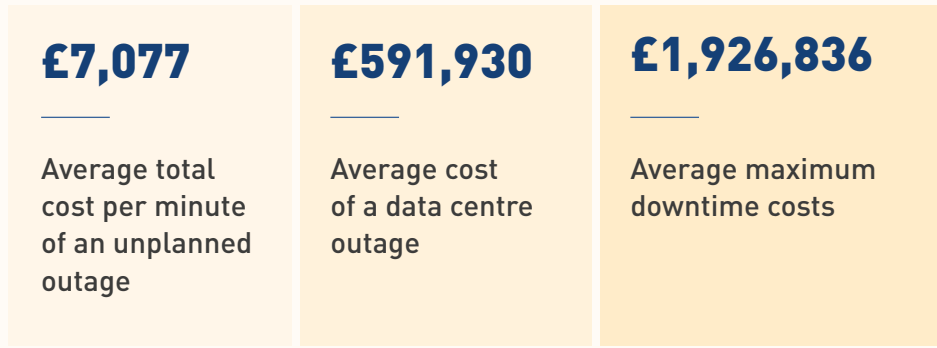 £7,077
Average total
cost per minute
of an unplanned
outage
£591,930
Average cost
of a data centre
outage
£1,926,836
Average maximum
downtime costs